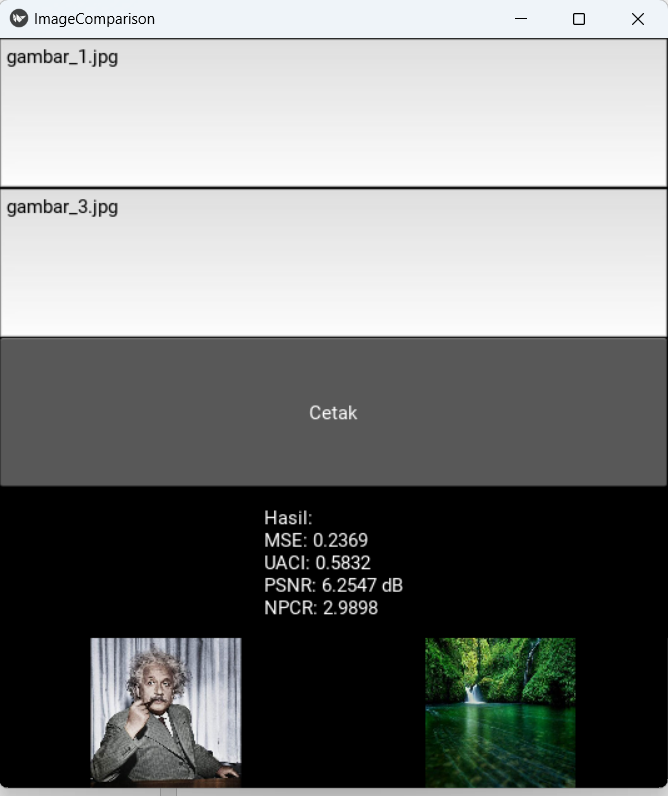 ImageComparison
gambar_1.jpg
gambar_3.jpg
Cetak
Hasil:
MSE: 0.2369
UACI: 0.5832
PSNR: 6.2547 dB
NPCR: 2.9898